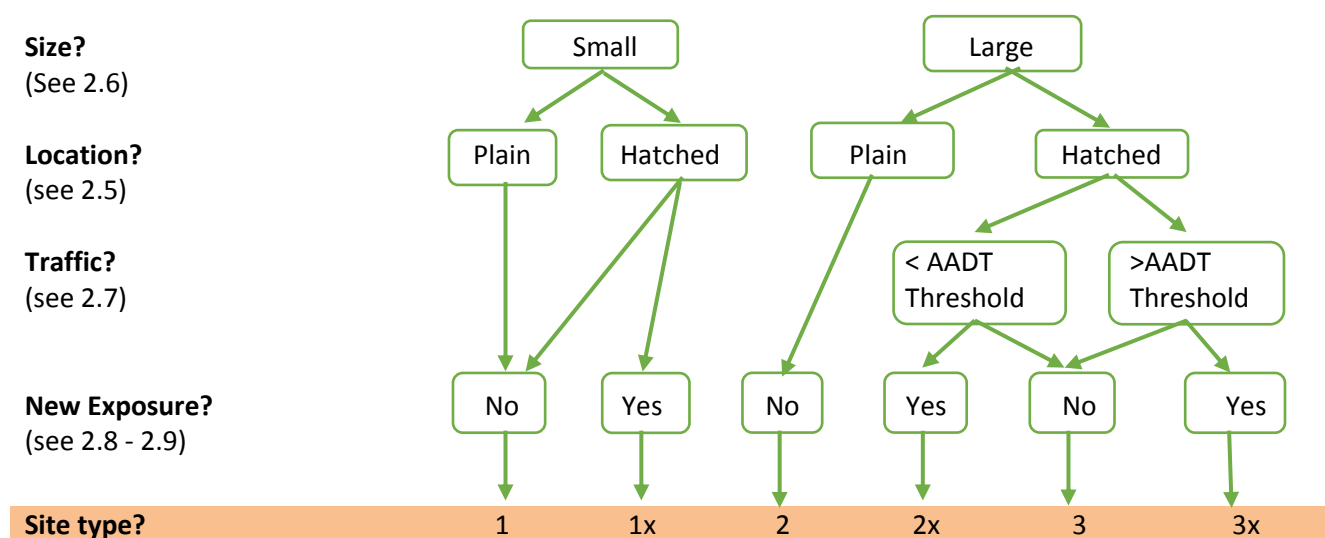 Size?
(See 2.6)
Small
Large
Location?
(see 2.5)
Plain
Hatched
Plain
Hatched
Traffic?
(see 2.7)
< AADT
Threshold
>AADT
Threshold
New Exposure?
(see 2.8 - 2.9)
No
Yes
No
Yes
No
Yes
Site type?
1
1x
2
2x
3
3x